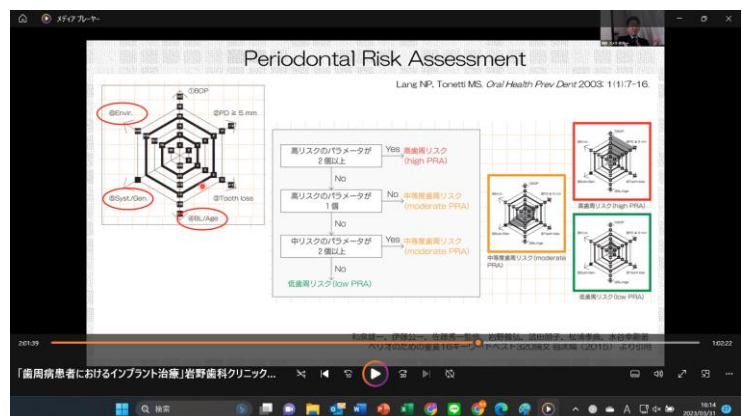 メディア プレーヤー
Periodontal Risk Assessment
Lang NP, Tonetti MS. Oral Health Prev Dent 2003; 1(1):7-16.
①BOP
②PD ≥ 5 mm
③Tooth loss
④BL/Age
⑤Syst./Gen.
⑥Envir.
高リスクのパラメータが
2個以上
Yes
高歯周リスク
(high PRA)
No
高リスクのパラメータが
1個
No
中等度歯周リスク
(moderate PRA)
No
中リスクのパラメータが
2個以上
Yes
中等度歯周リスク
(moderate PRA)
No
低歯周リスク(low PRA)
中等度歯周リスク(moderate
PRA)
高歯周リスク(high PRA)
低歯周リスク(low PRA)
2:01:39
1:02:22
「歯周病患者におけるインプラント治療」岩野歯科クリニック...
検索
A
16:14
2023/03/31